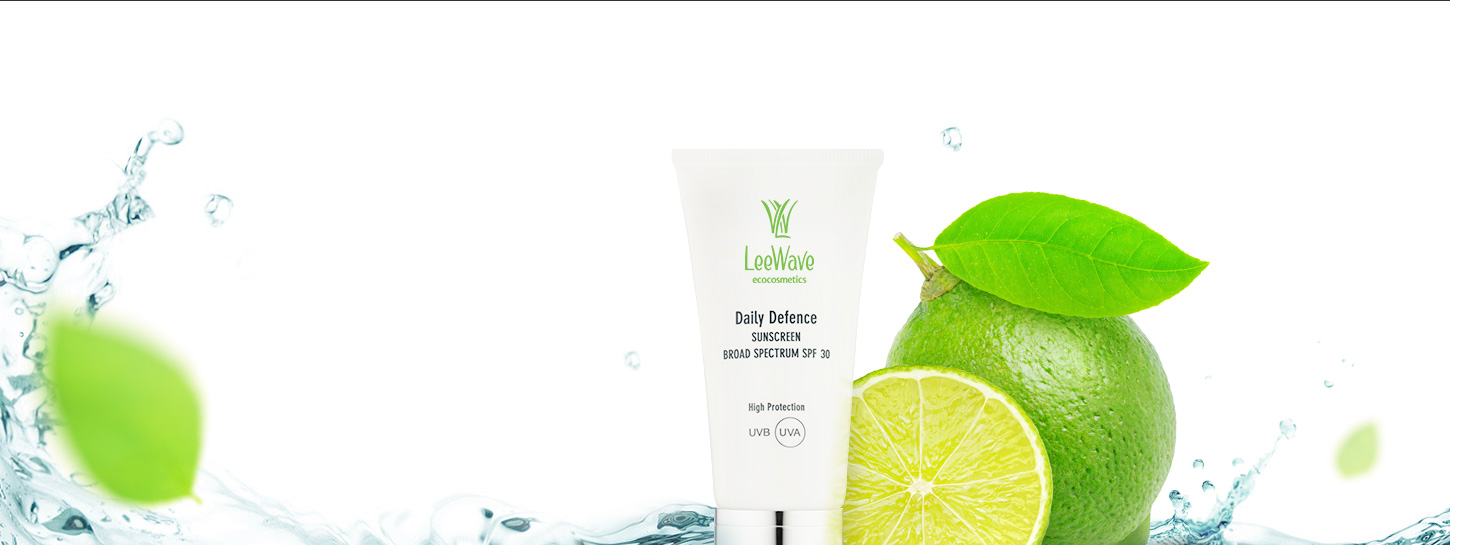 LeeWave
ecocosmetics
Daily Defence
SUNSCREEN
BROAD SPECTRUM SPF 30
High Protection
UVB UVA